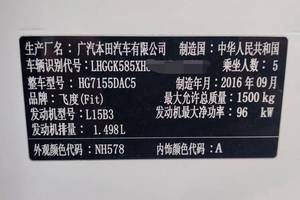 生产厂名：广汽本田汽车有限公司 制造国：中华人民共和国
车辆识别代号：LHGGK585XH 乘坐人数：5
整车型号：HG7155DAC5 制造年月：2016年09月
品牌：飞度(Fit) 最大允许总质量：1500 kg
发动机型号：L15B3 发动机最大净功率：96 kW
发动机排量：1.498L
外观颜色代码：NH578 内饰颜色代码：A